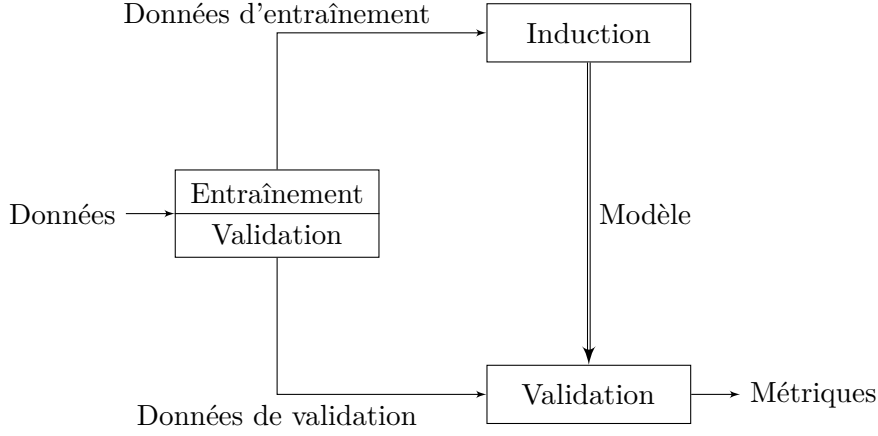 Données d'entraînement
Induction
Données
Entraînement
Validation
Modèle
Données de validation
Validation
Métriques